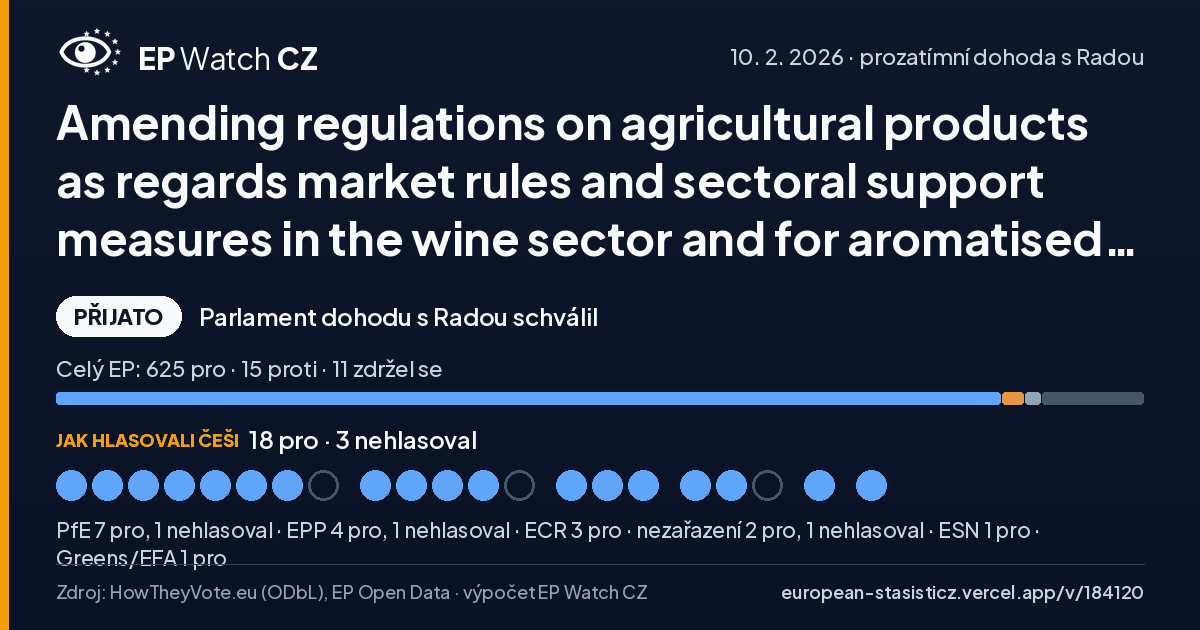 EP Watch CZ
10. 2. 2026 · prozatímní dohoda s Radou
Amending regulations on agricultural products
as regards market rules and sectoral support
measures in the wine sector and for aromatised…
PŘIJATO Parlament dohodu s Radou schválil
Celý EP: 625 pro · 15 proti · 11 zdržel se
JAK HLASOVALI ČEŠI 18 pro · 3 nehlasoval
PfE 7 pro, 1 nehlasoval · EPP 4 pro, 1 nehlasoval · ECR 3 pro · nezařazení 2 pro, 1 nehlasoval · ESN 1 pro ·
Greens/EFA 1 pro
Zdroj: HowTheyVote.eu (ODbL), EP Open Data · výpočet EP Watch CZ
european-stasisticz.vercel.app/v/184120